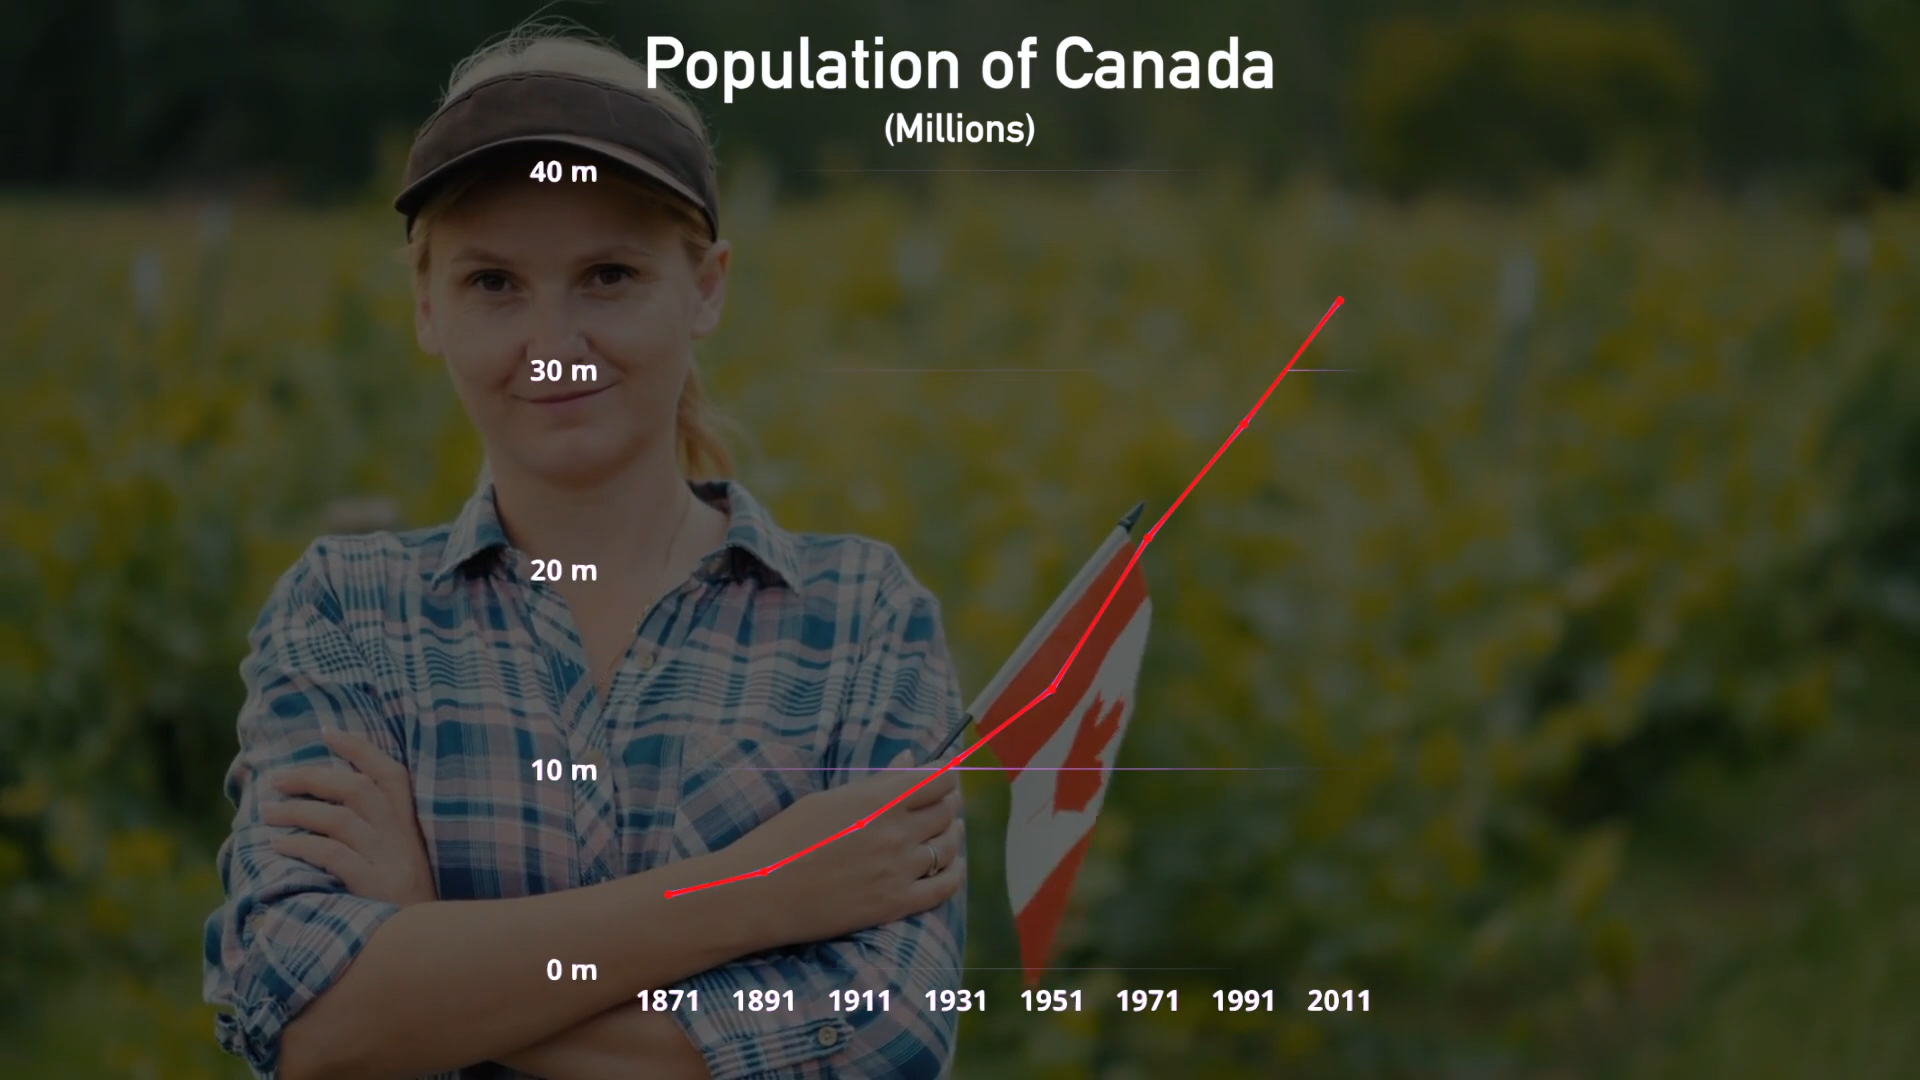 Population of Canada
(Millions)
40 m
30 m
20 m
10 m
0 m
1871 1891 1911 1931 1951 1971 1991 2011